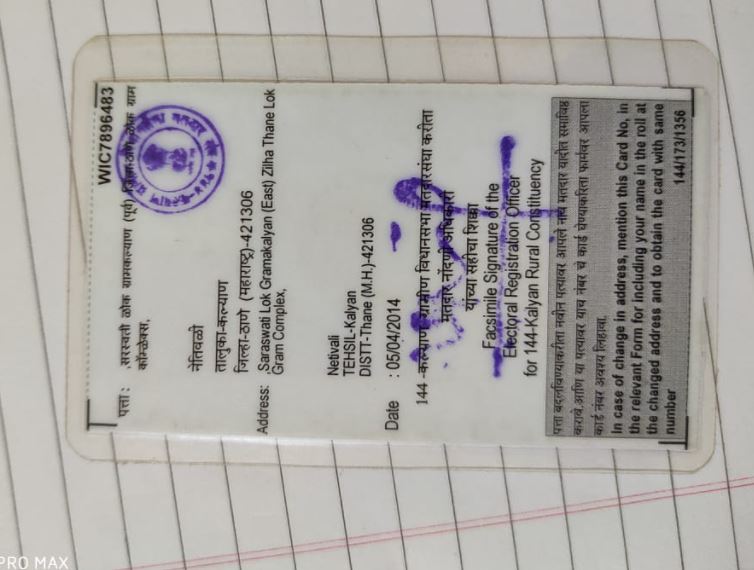 PRO MAX
WIC7896483
पत्ता : ,सरस्वती लोक ग्रामकल्याण (पूर्व) जिल्हा-ठाणे लोक ग्राम
कॉम्प्लेक्स,
नेतिवळी
तालुका-कल्याण
जिल्हा-ठाणे (महाराष्ट्र)-421306
Address: ,Saraswati Lok Gramakalyan (East) Zilha Thane Lok
Gram Complex,
Netivali
TEHSIL-Kalyan
DISTT-Thane (M.H.)-421306
Date : 05/04/2014
144 -कल्याण ग्रामीण विधानसभा मतदारसंघा करीता
मतदार नोंदणी अधिकारी
यांच्या सहीचा शिक्का
Facsimile Signature of the
Electoral Registration Officer
for 144-Kalyan Rural Constituency
पत्ता बदलविण्याकरीता नवीन पत्यावर आपले नाव मतदार यादीत समाविष्ठ
करावे.आणि या पत्यावर याच नंबर चे कार्ड घेण्याकरिता फार्मवर आपला
कार्ड नंबर अवश्य लिहावा.
In case of change in address, mention this Card No, in
the relevant Form for including your name in the roll at
the changed address and to obtain the card with same
number
144/173/1356